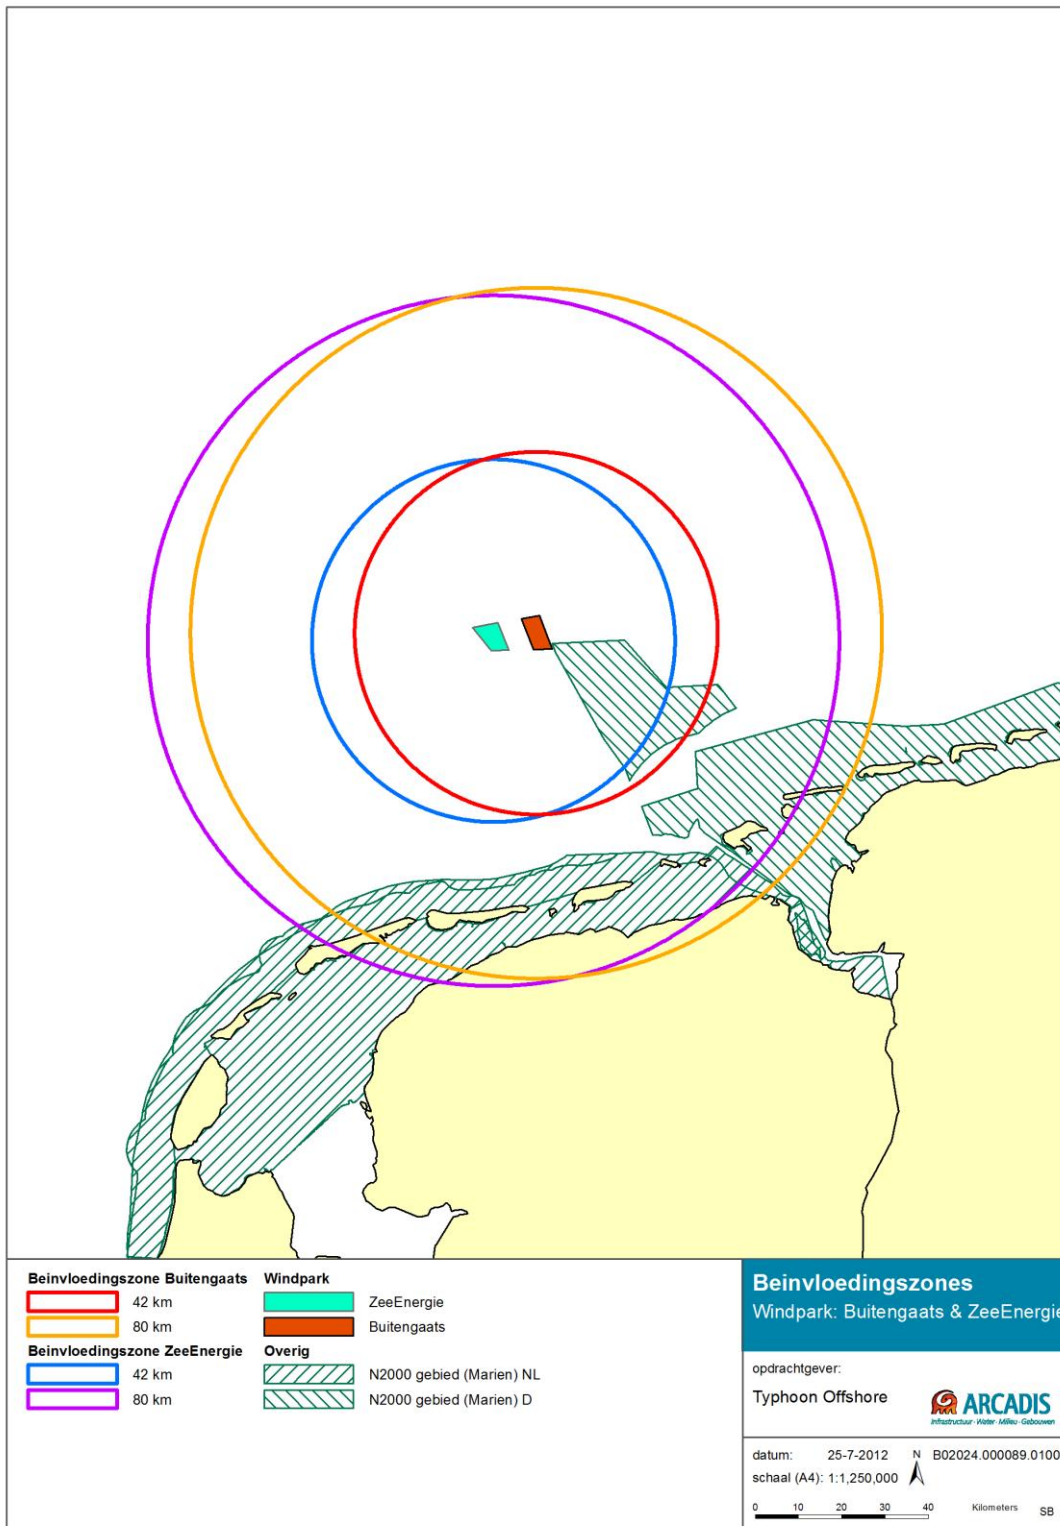 Beinvloedingszone Buitengaats
42 km
80 km
Beinvloedingszone ZeeEnergie
42 km
80 km
Windpark
ZeeEnergie
Buitengaats
Overig
N2000 gebied (Marien) NL
N2000 gebied (Marien) D
Beinvloedingszones
Windpark: Buitengaats & ZeeEnergie
opdrachtgever:
Typhoon Offshore
ARCADIS
Infrastructuur · Water · Milieu · Gebouwen
datum: 25-7-2012 N B02024.000089.0100
schaal (A4): 1:1,250,000
0 10 20 30 40 Kilometers SB